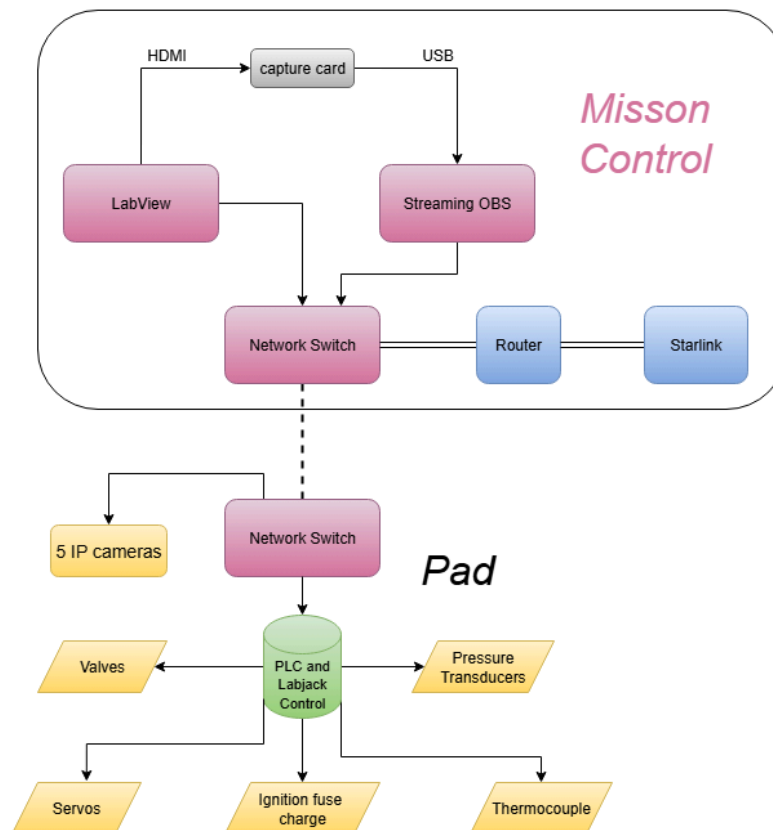 HDMI
capture card
USB
Misson
Control
LabView
Streaming OBS
Network Switch
Router
Starlink
5 IP cameras
Network Switch
Pad
Valves
PLC and
Labjack
Control
Pressure
Transducers
Servos
Ignition fuse
charge
Thermocouple